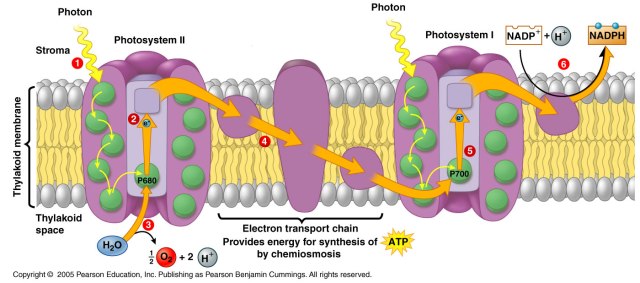 Photon
Photon
Stroma
1
Photosystem II
Photosystem I
NADP+ + H+
NADPH
6
Thylakoid membrane
2
e-
4
e-
5
P680
P700
Thylakoid space
3
H2O
1/2 O2 + 2 H+
Electron transport chain
Provides energy for synthesis of
by chemiosmosis
ATP
Copyright © 2005 Pearson Education, Inc. Publishing as Pearson Benjamin Cummings. All rights reserved.